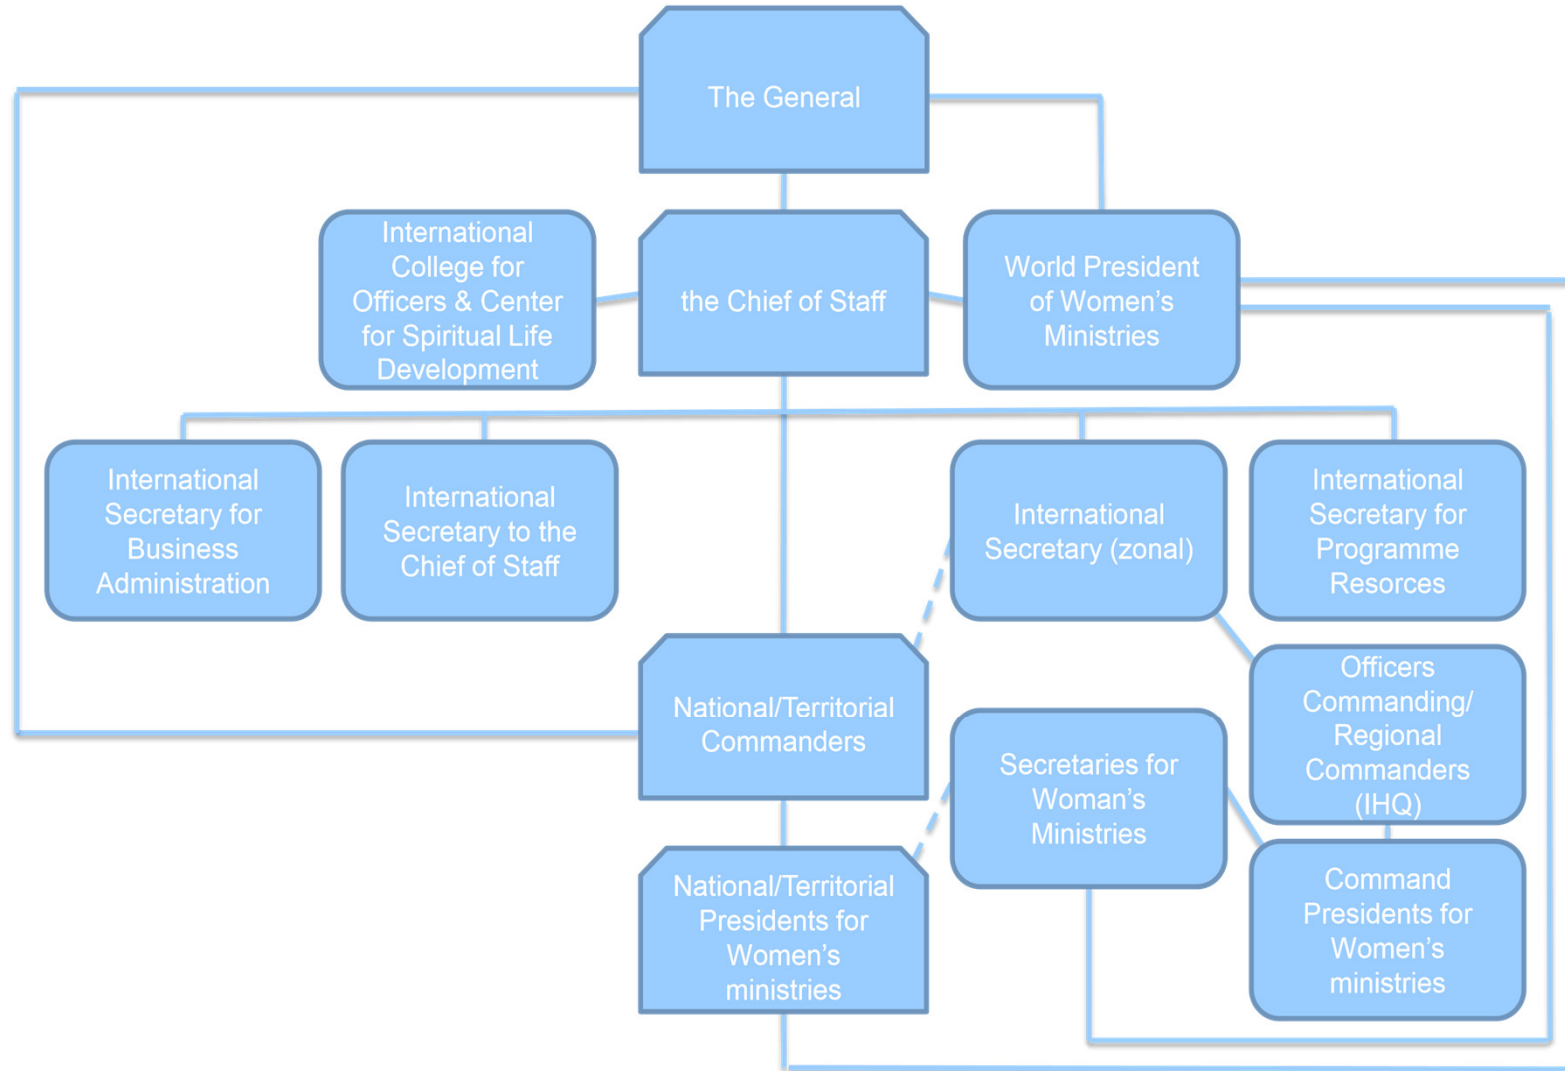 The General
International
College for
Officers & Center
for Spiritual Life
Development
the Chief of Staff
World President
of Women’s
Ministries
International
Secretary for
Business
Administration
International
Secretary to the
Chief of Staff
International
Secretary (zonal)
International
Secretary for
Programme
Resorces
National/Territorial
Commanders
Secretaries for
Woman’s
Ministries
Officers
Commanding/
Regional
Commanders
(IHQ)
National/Territorial
Presidents for
Women’s
ministries
Command
Presidents for
Women’s
ministries